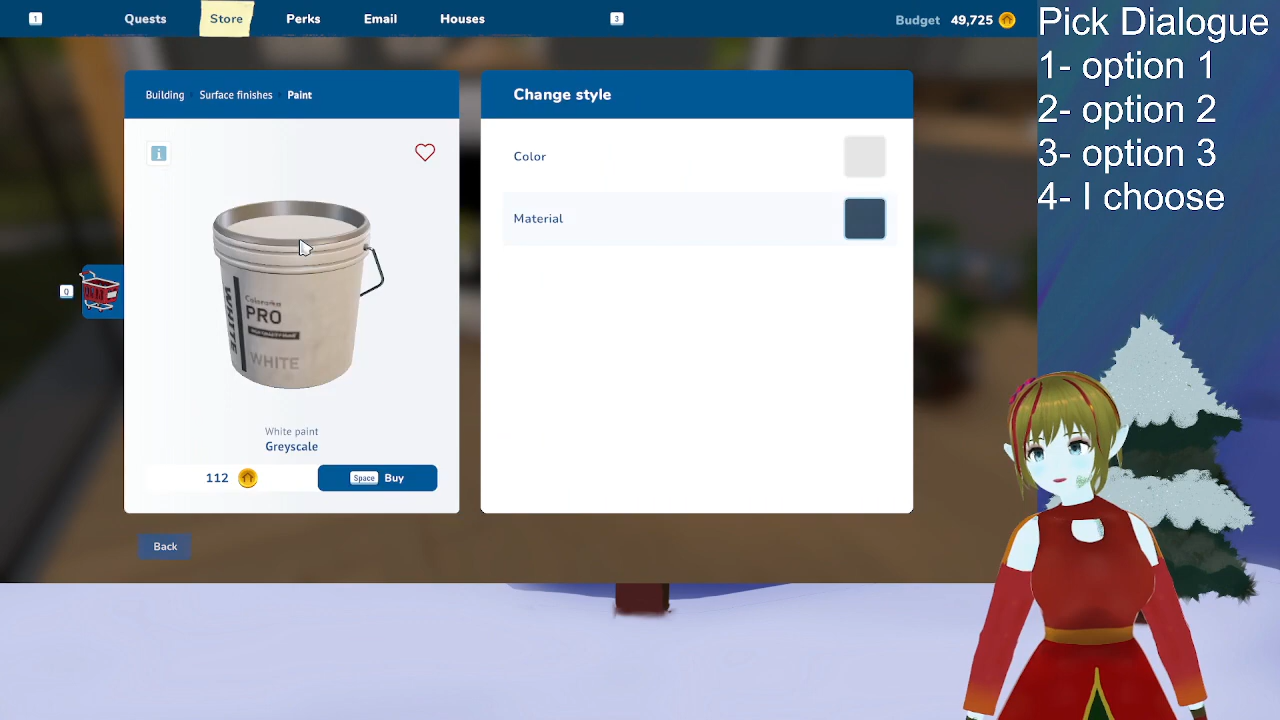 1 Quests Store Perks Email Houses 3 Budget 49,725
Pick Dialogue
1- option 1
2- option 2
3- option 3
4- I choose
Building Surface finishes Paint
Change style
Color
Material
Q
WHITE
PRO
WHITE
White paint
Greyscale
112 Space Buy
Back